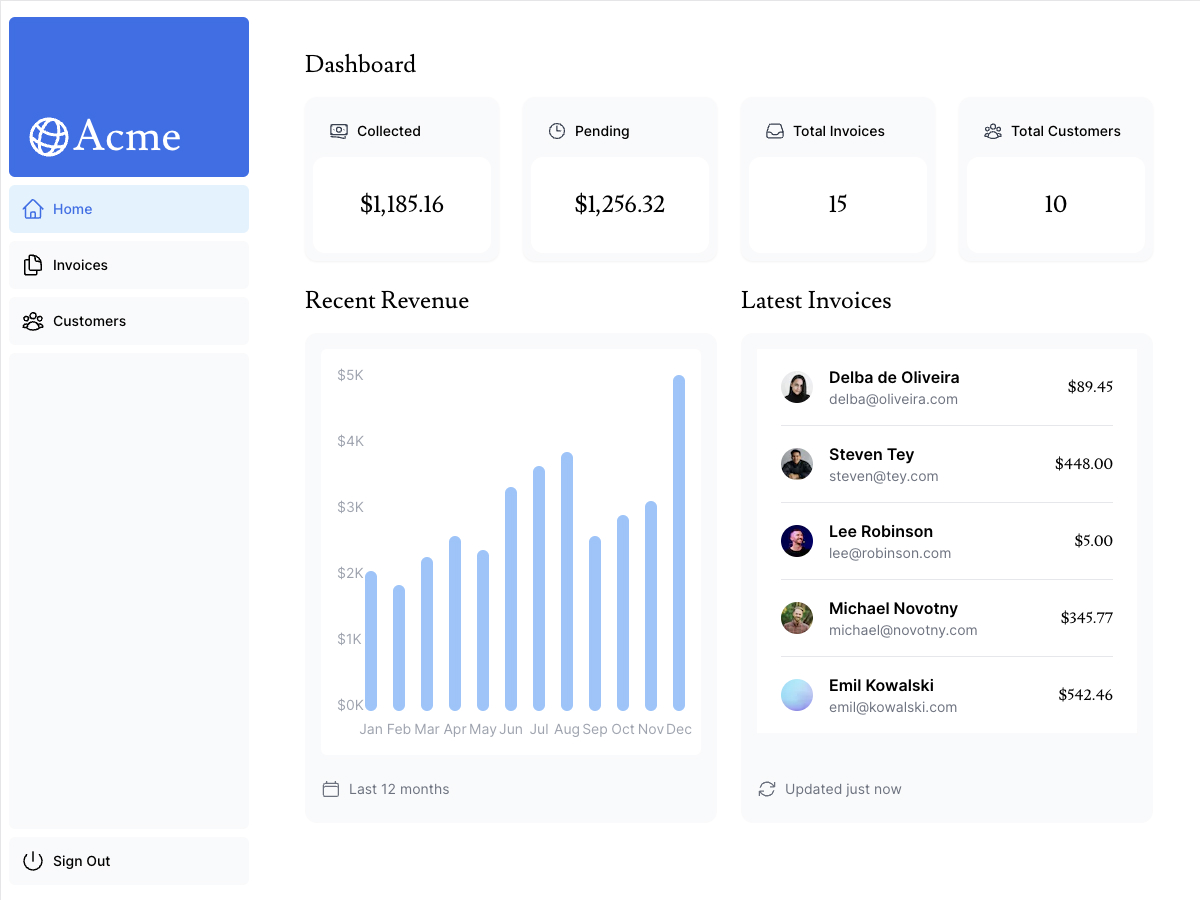 Acme
Home
Invoices
Customers
Sign Out
Dashboard
Collected
$1,185.16
Pending
$1,256.32
Total Invoices
15
Total Customers
10
Recent Revenue
$5K
$4K
$3K
$2K
$1K
$0K
Jan Feb Mar Apr May Jun Jul Aug Sep Oct Nov Dec
Last 12 months
Latest Invoices
Delba de Oliveira
delba@oliveira.com
$89.45
Steven Tey
steven@tey.com
$448.00
Lee Robinson
lee@robinson.com
$5.00
Michael Novotny
michael@novotny.com
$345.77
Emil Kowalski
emil@kowalski.com
$542.46
Updated just now